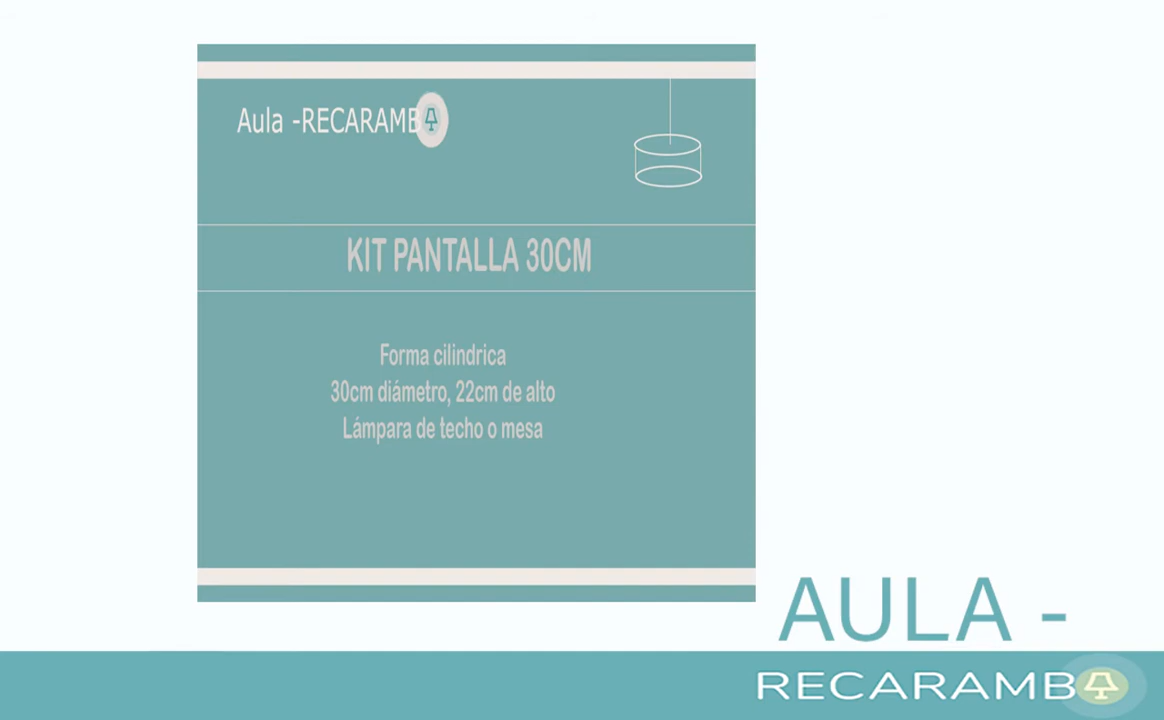 Aula -RECARAMB
KIT PANTALLA 30CM
Forma cilindrica
30cm diámetro, 22cm de alto
Lámpara de techo o mesa
AULA -
RECARAMB